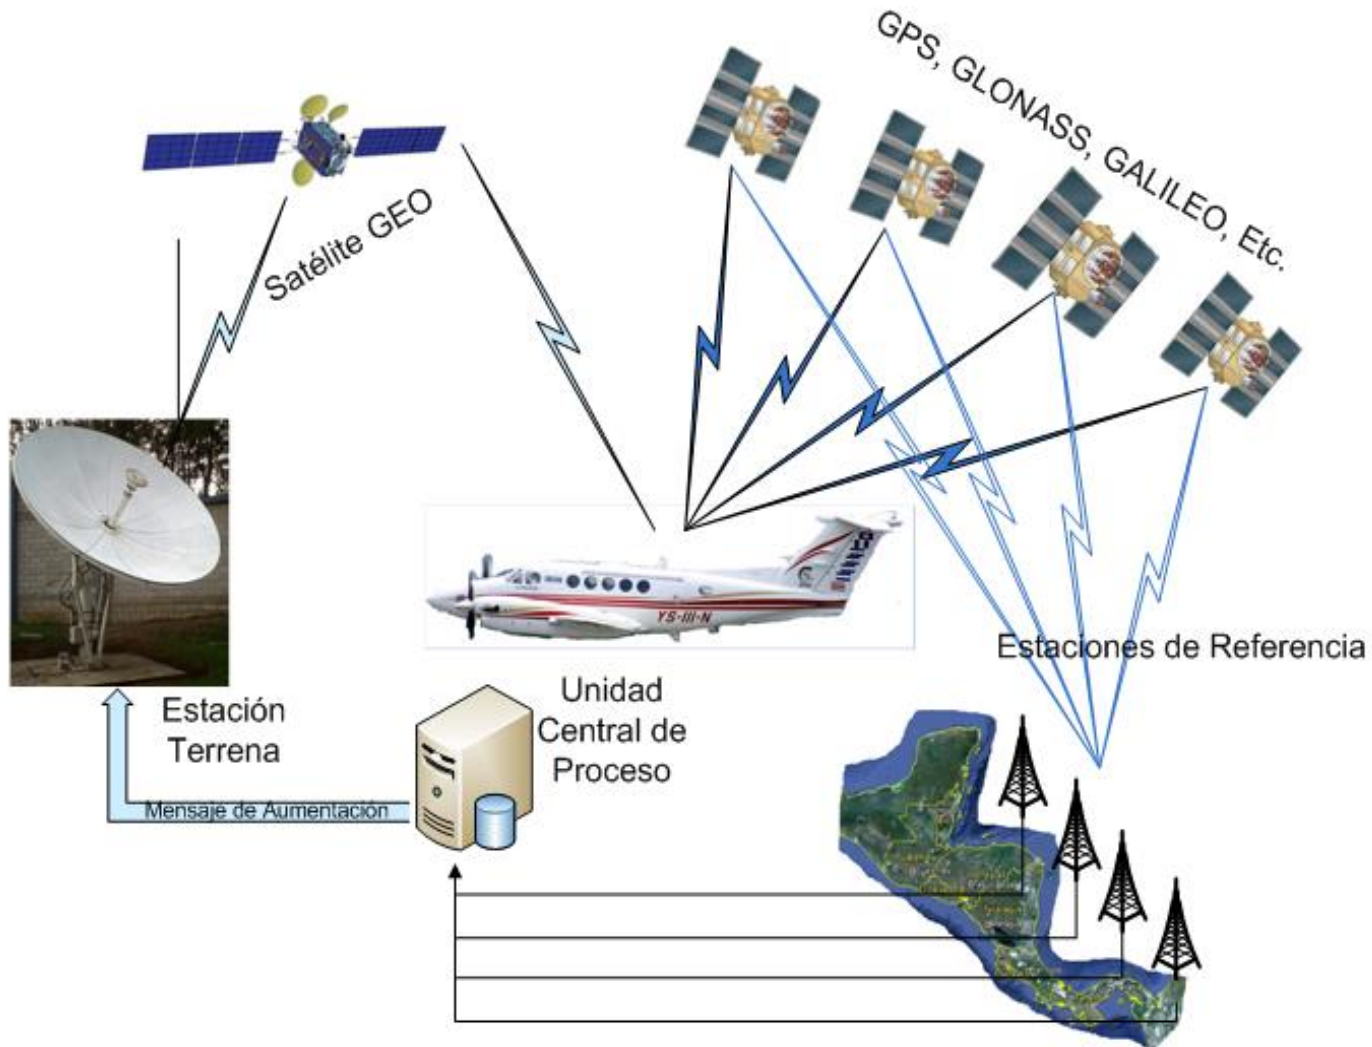 GPS, GLONASS, GALILEO, Etc.
Satélite GEO
YS-III-N
Estaciones de Referencia
Estación
Terrena
Unidad
Central de
Proceso
Mensaje de Aumentación